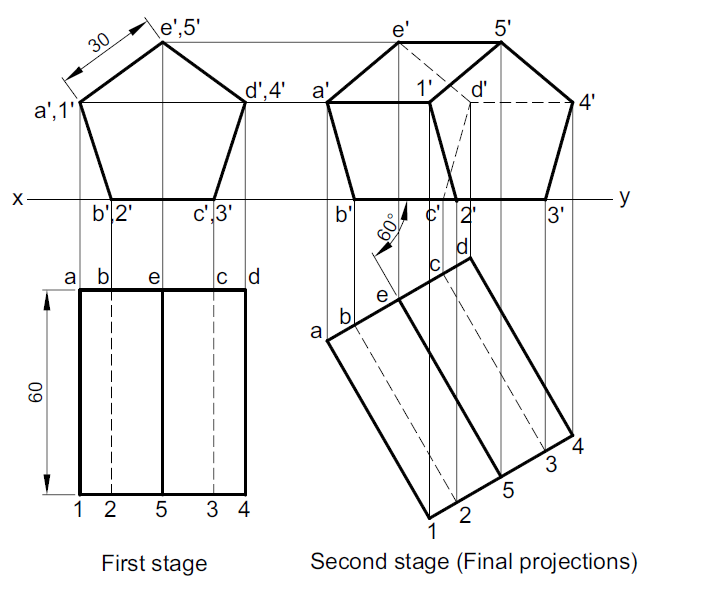 30
e',5'
e'
5'
a',1'
d',4'
a'
1'
d'
4'
x
y
b',2'
c',3'
b'
c'
2'
3'
60°
a b e c d
d
c
e
b
a
60
1 2 5 3 4
4
3
5
2
1
First stage
Second stage (Final projections)